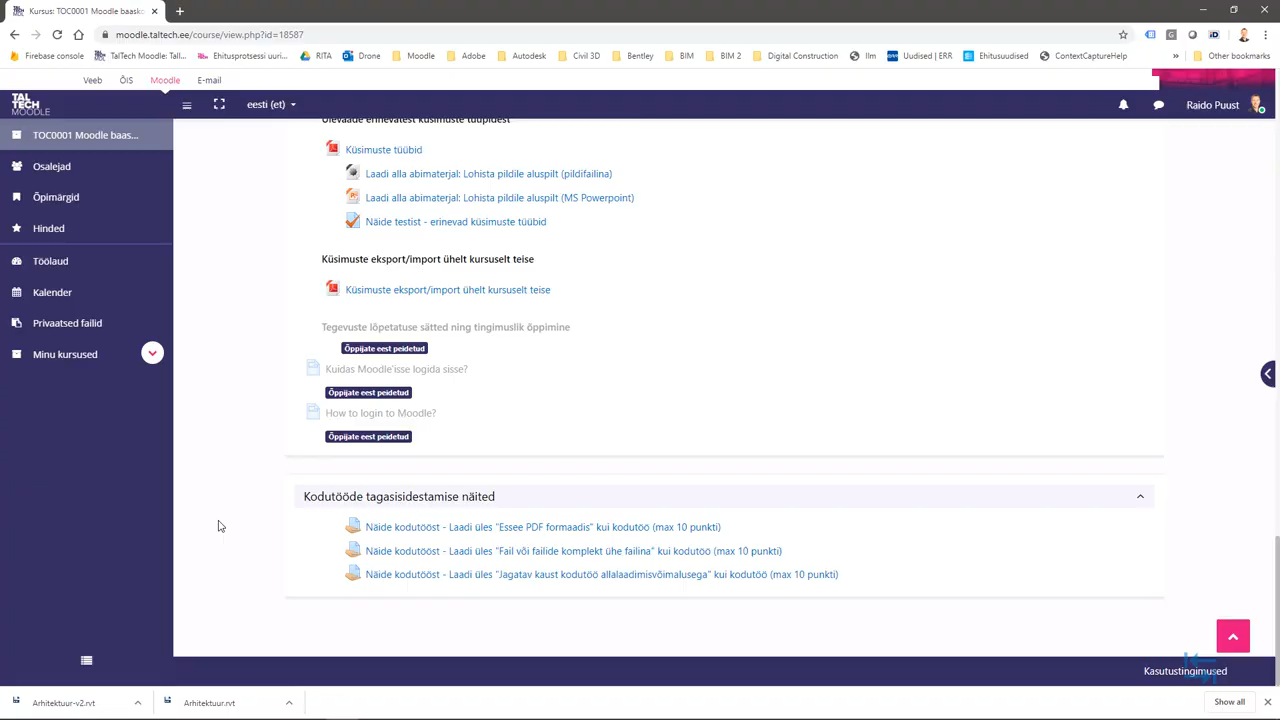 Kursus: TOC0001 Moodle baasko
moodle.taltech.ee/course/view.php?id=18587
Firebase console
TalTech Moodle: Tall...
Ehitusprotsessi uuri...
RITA
Drone
Moodle
Adobe
Autodesk
Civil 3D
Bentley
BIM
BIM 2
Digital Construction
Ilm
Uudised | ERR
Ehitusuudised
ContextCaptureHelp
»
Other bookmarks
Veeb
ÕIS
Moodle
E-mail
TAL
TECH
MOODLE
eesti (et)
Raido Puust
TOC0001 Moodle baas...
Osalejad
Õpimärgid
Hinded
Töölaud
Kalender
Privaatsed failid
Minu kursused
Ülevaade erinevatest küsimuste tüüpidest
Küsimuste tüübid
Laadi alla abimaterjal: Lohista pildile aluspilt (pildifailina)
Laadi alla abimaterjal: Lohista pildile aluspilt (MS Powerpoint)
Näide testist - erinevad küsimuste tüübid
Küsimuste eksport/import ühelt kursuselt teise
Küsimuste eksport/import ühelt kursuselt teise
Tegevuste lõpetatuse sätted ning tingimuslik õppimine
Õppijate eest peidetud
Kuidas Moodle'isse logida sisse?
Õppijate eest peidetud
How to login to Moodle?
Õppijate eest peidetud
Kodutööde tagasisidestamise näited
Näide kodutööst - Laadi üles "Essee PDF formaadis" kui kodutöö (max 10 punkti)
Näide kodutööst - Laadi üles "Fail või failide komplekt ühe failina" kui kodutöö (max 10 punkti)
Näide kodutööst - Laadi üles "Jagatav kaust kodutöö allalaadimisvõimalusega" kui kodutöö (max 10 punkti)
Kasutustingimused
Arhitektuur-v2.rvt
Arhitektuur.rvt
Show all